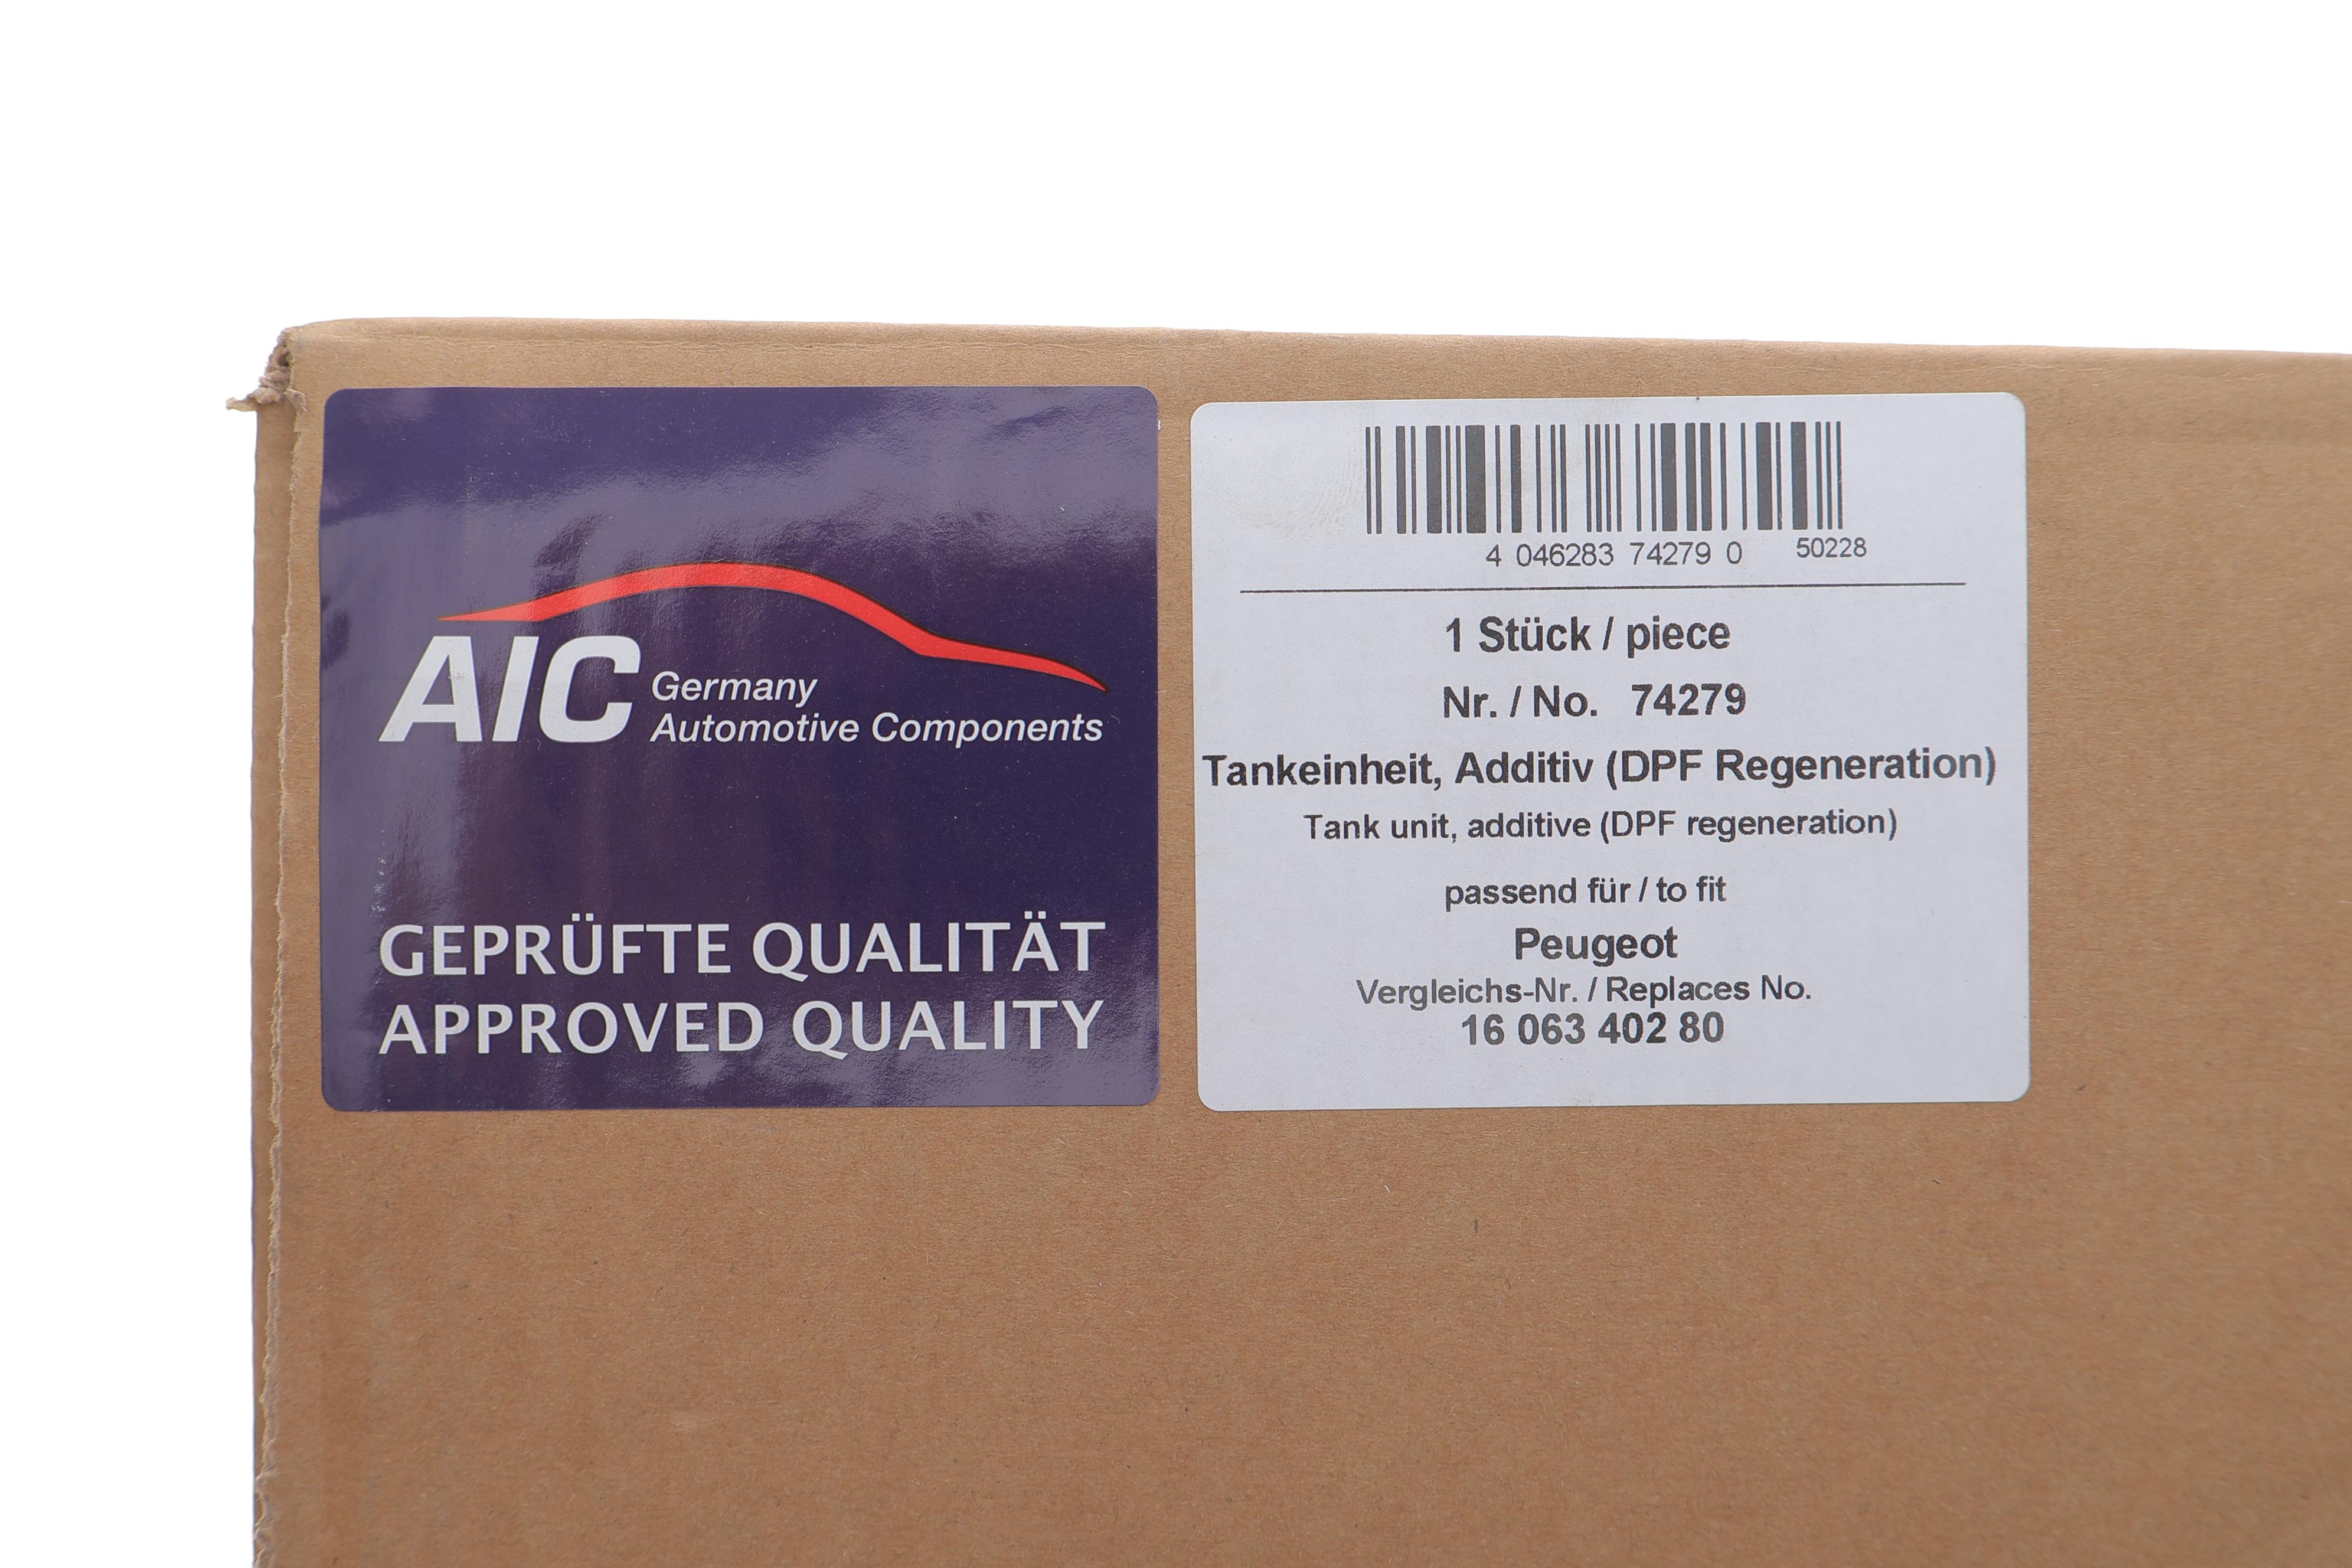 AIC Germany
Automotive Components
GEPRÜFTE QUALITÄT
APPROVED QUALITY
4 046283 74279 0 50228
1 Stück / piece
Nr. / No. 74279
Tankeinheit, Additiv (DPF Regeneration)
Tank unit, additive (DPF regeneration)
passend für / to fit
Peugeot
Vergleichs-Nr. / Replaces No.
16 063 402 80